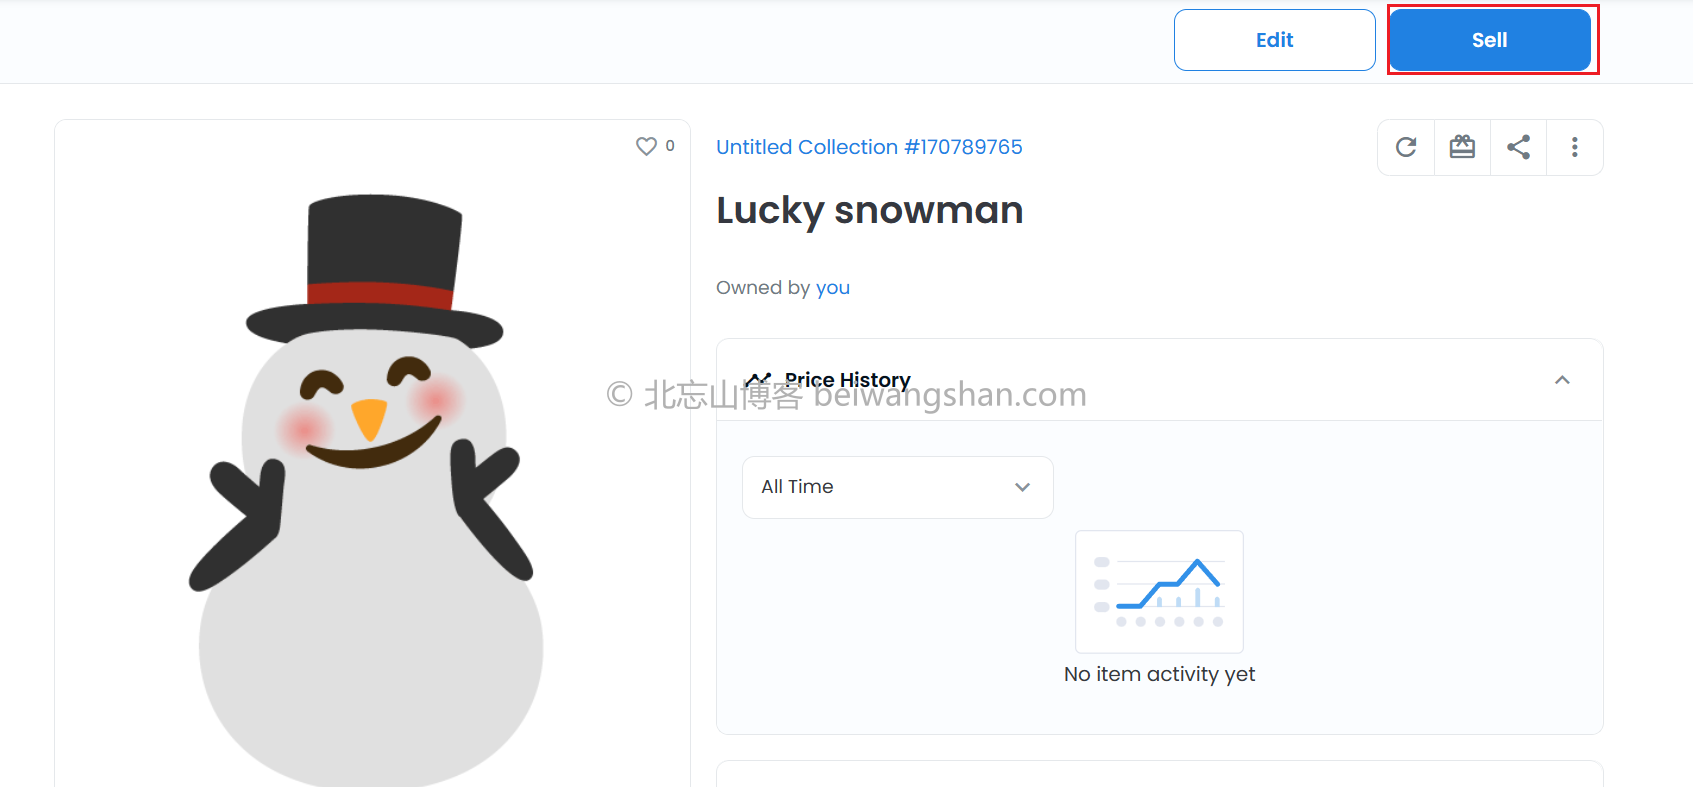 Edit
Sell
0
Untitled Collection #170789765
Lucky snowman
Owned by you
Price History
© 北忘山博客 beiwangshan.com
All Time
No item activity yet